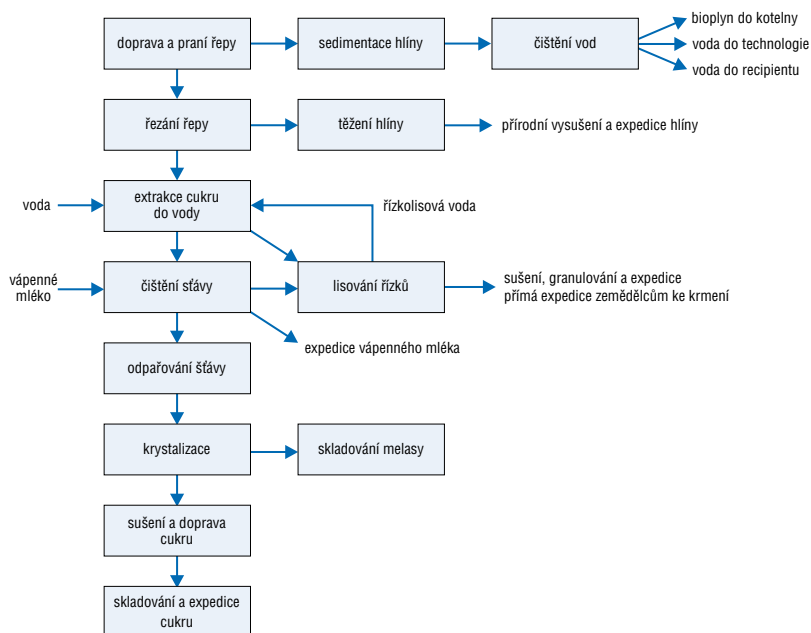 doprava a praní řepy
sedimentace hlíny
čištění vod
bioplyn do kotelny
voda do technologie
voda do recipientu
řezání řepy
těžení hlíny
přírodní vysušení a expedice hlíny
voda
extrakce cukru
do vody
řízkolisová voda
vápenné
mléko
čištění sťávy
lisování řízků
sušení, granulování a expedice
přímá expedice zemědělcům ke krmení
expedice vápenného mléka
odpařování šťávy
krystalizace
skladování melasy
sušení a doprava
cukru
skladování a expedice
cukru